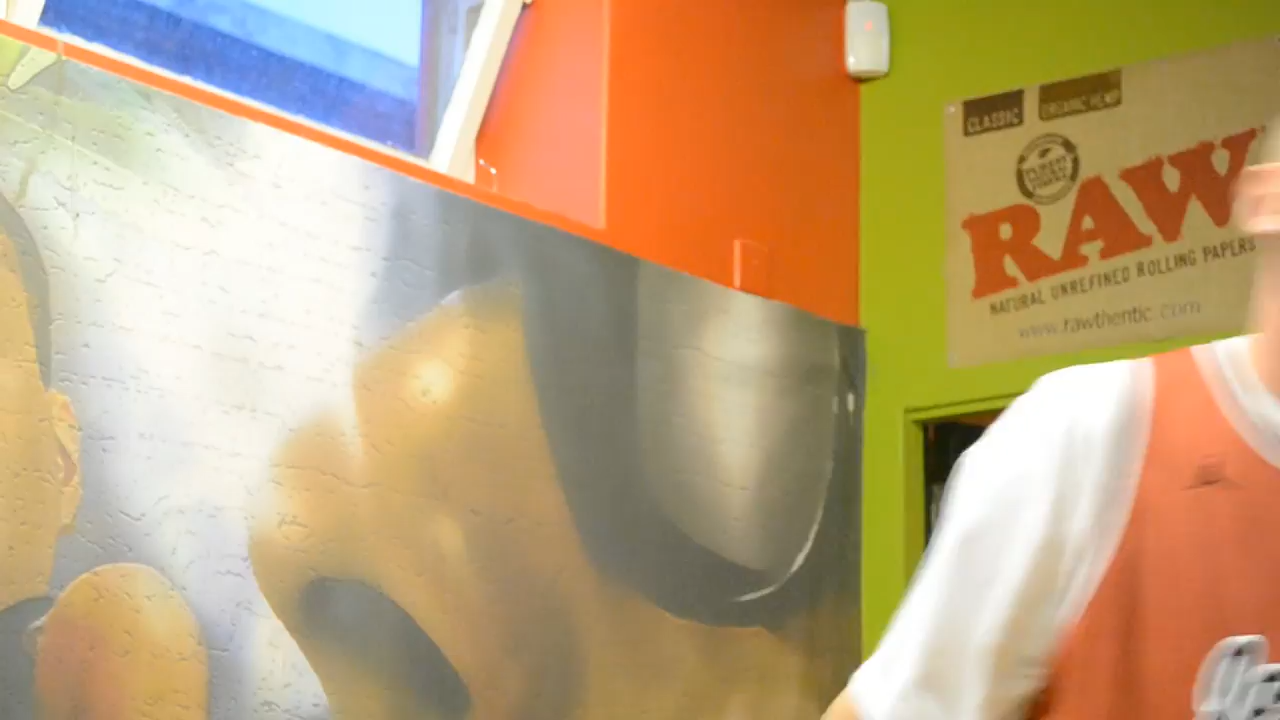 CLASSIC
ORGANIC HEMP
RAW
NATURAL UNREFINED ROLLING PAPERS
www.rawthentic.com